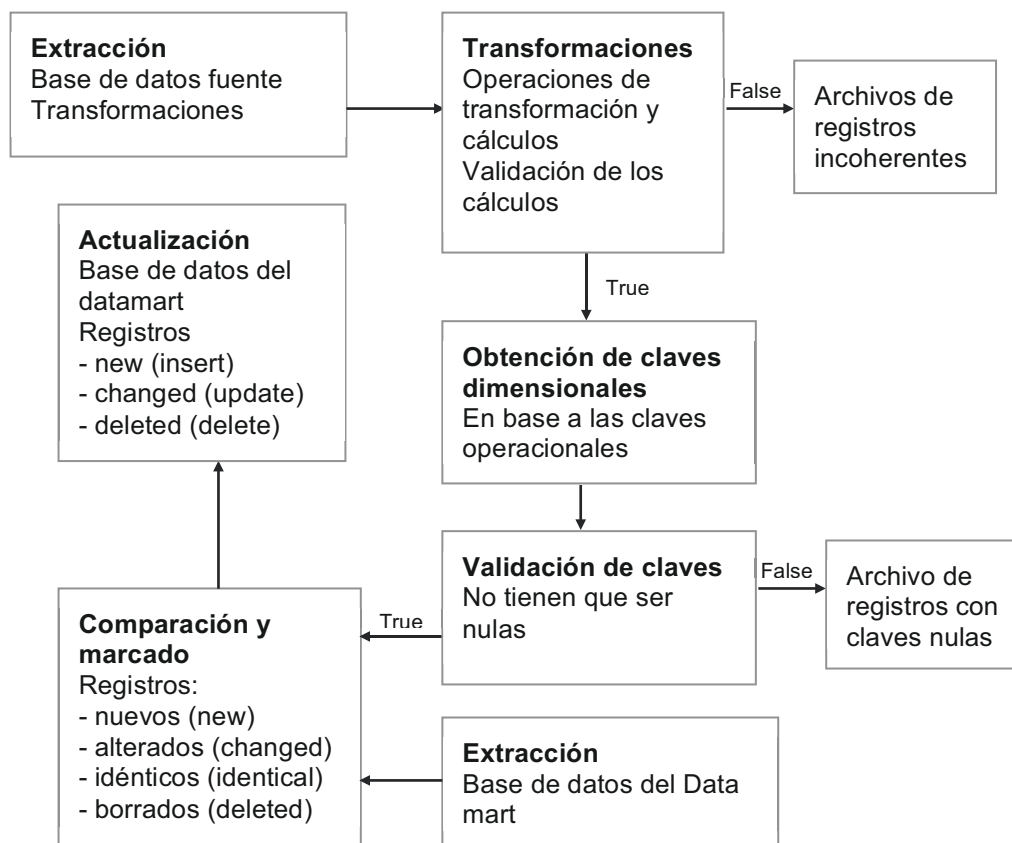 Extracción
Base de datos fuente
Transformaciones
Transformaciones
Operaciones de
transformación y
cálculos
Validación de los
cálculos
False
Archivos de
registros
incoherentes
True
Obtención de claves
dimensionales
En base a las claves
operacionales
Validación de claves
No tienen que ser
nulas
False
Archivo de
registros con
claves nulas
True
Extracción
Base de datos del Data
mart
Comparación y
marcado
Registros:
- nuevos (new)
- alterados (changed)
- idénticos (identical)
- borrados (deleted)
Actualización
Base de datos del
datamart
Registros
- new (insert)
- changed (update)
- deleted (delete)